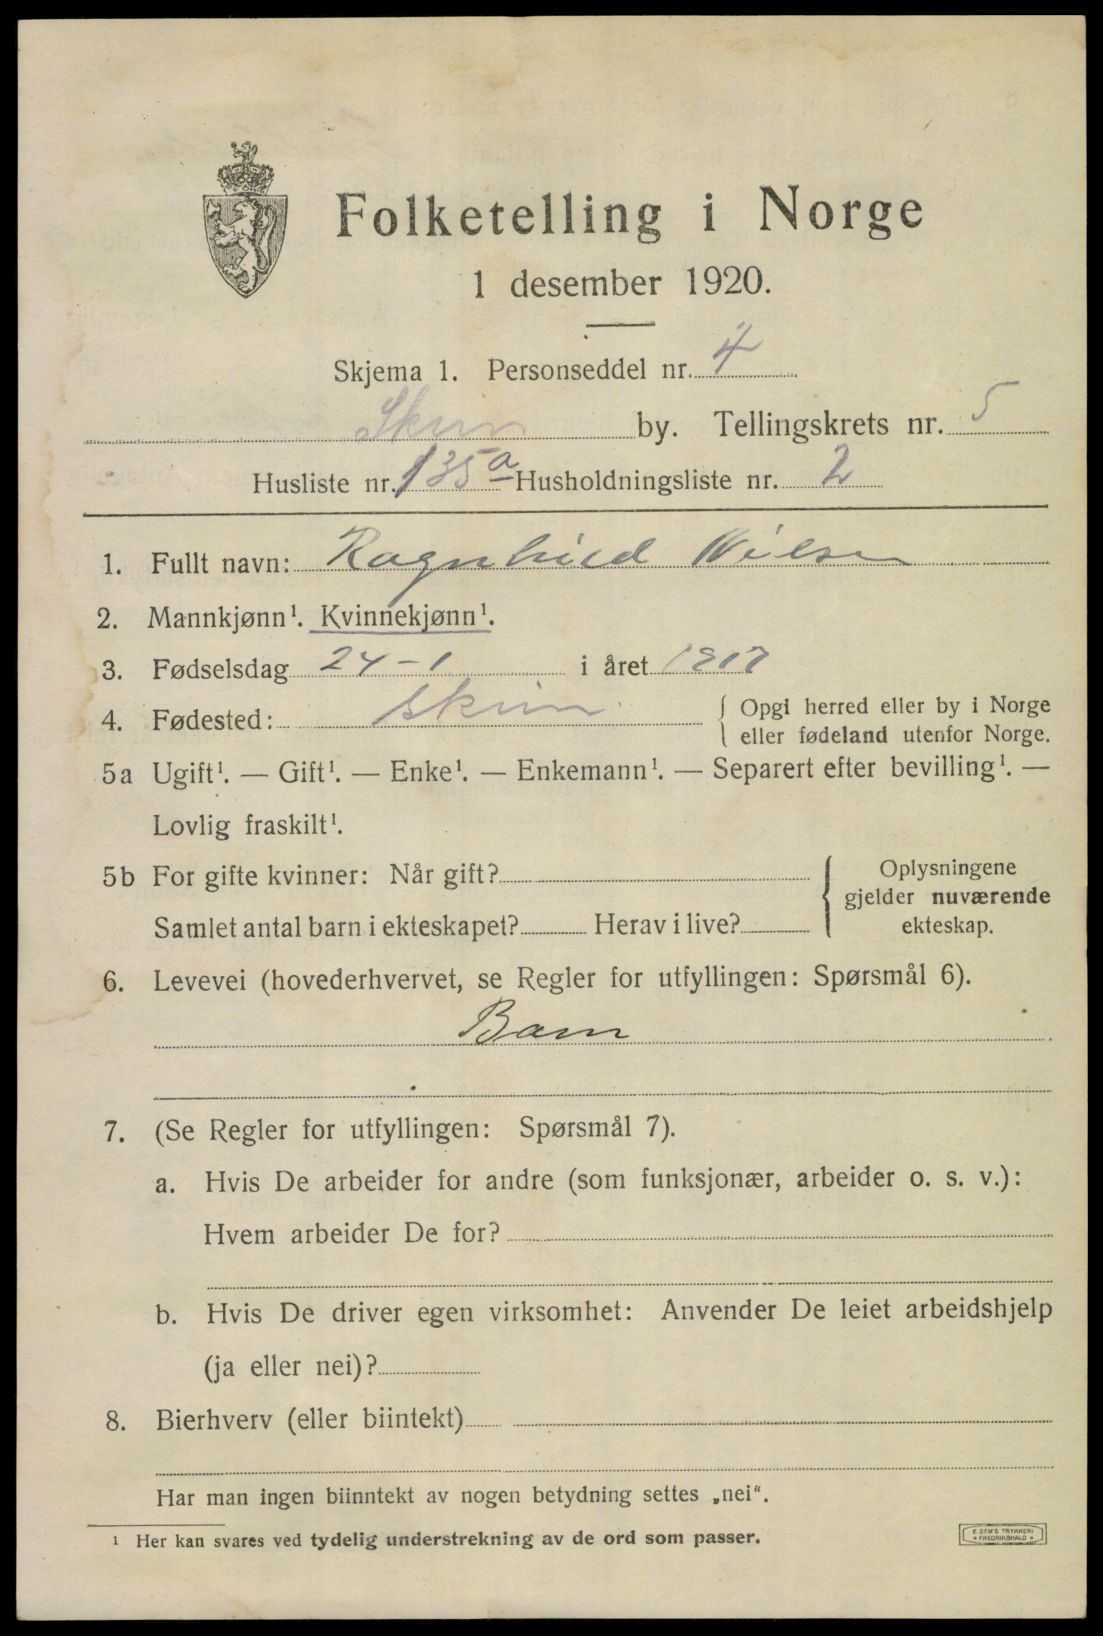 Folketelling i Norge
1 desember 1920.
Skjema 1. Personseddel nr. 4
Skien by. Tellingskrets nr. 5
Husliste nr. 135a Husholdningsliste nr. 2
1. Fullt navn: Ragnhild Nilsen
2. Mannkjønn¹. Kvinnekjønn¹.
3. Fødselsdag 24-1 i året 1917
4. Fødested: Skien. { Opgi herred eller by i Norge
eller fødeland utenfor Norge.
5a Ugift¹. — Gift¹. — Enke¹. — Enkemann¹. — Separert efter bevilling¹. —
Lovlig fraskilt¹.
5b For gifte kvinner: Når gift?
Samlet antal barn i ekteskapet? Herav i live?
{ Oplysningene
gjelder nuværende
ekteskap.
6. Levevei (hovederhvervet, se Regler for utfyllingen: Spørsmål 6).
Barn
7. (Se Regler for utfyllingen: Spørsmål 7).
a. Hvis De arbeider for andre (som funksjonær, arbeider o. s. v.):
Hvem arbeider De for?
b. Hvis De driver egen virksomhet: Anvender De leiet arbeidshjelp
(ja eller nei)?
8. Bierhverv (eller biintekt)
Har man ingen biinntekt av nogen betydning settes „nei“.
¹ Her kan svares ved tydelig understrekning av de ord som passer.
E. SEM'S TRYKKERI
FREDRIKSHALD